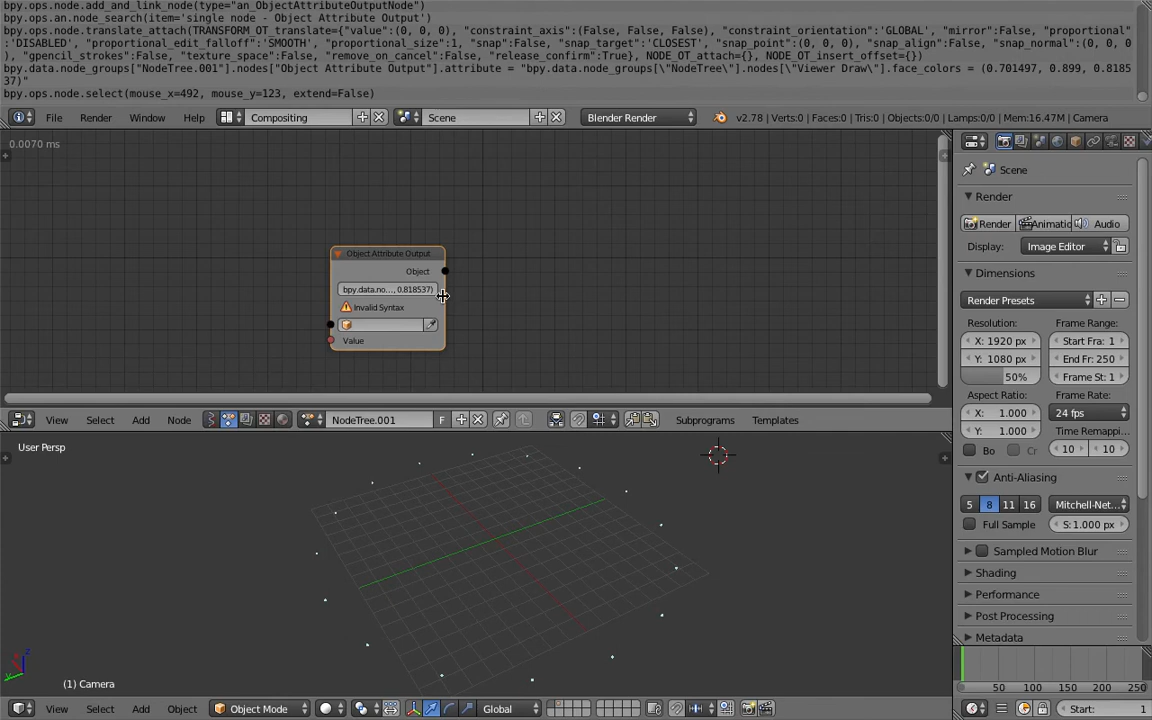 bpy.ops.node.add_and_link_node(type="an_ObjectAttributeOutputNode")
bpy.ops.an.node_search(item='single node - Object Attribute Output')
bpy.ops.node.translate_attach(TRANSFORM_OT_translate={"value":(0, 0, 0), "constraint_axis":(False, False, False), "constraint_orientation":'GLOBAL', "mirror":False, "proportional"
:'DISABLED', "proportional_edit_falloff":'SMOOTH', "proportional_size":1, "snap":False, "snap_target":'CLOSEST', "snap_point":(0, 0, 0), "snap_align":False, "snap_normal":(0, 0, 0
), "gpencil_strokes":False, "texture_space":False, "remove_on_cancel":False, "release_confirm":True}, NODE_OT_attach={}, NODE_OT_insert_offset={})
bpy.data.node_groups["NodeTree.001"].nodes["Object Attribute Output"].attribute = "bpy.data.node_groups[\"NodeTree\"].nodes[\"Viewer Draw\"].face_colors = (0.701497, 0.899, 0.8185
37)"
bpy.ops.node.select(mouse_x=492, mouse_y=123, extend=False)
File Render Window Help Compositing Scene Blender Render v2.78 | Verts:0 | Faces:0 | Tris:0 | Objects:0/0 | Lamps:0/0 | Mem:16.47M | Camera
0.0070 ms
Object Attribute Output
Object
bpy.data.no..., 0.818537)
Invalid Syntax
Value
View Select Add Node NodeTree.001 F Subprograms Templates
User Persp
(1) Camera
View Select Add Object Object Mode Global
Scene
Render
Render Animatic Audio
Display: Image Editor
Dimensions
Render Presets
Resolution: Frame Range:
X: 1920 px Start Fra: 1
Y: 1080 px End Fr: 250
50% Frame St: 1
Aspect Ratio: Frame Rate:
X: 1.000 24 fps
Y: 1.000 Time Remappi...
Bo Cr 10 10
Anti-Aliasing
5 8 11 16 Mitchell-Net...
Full Sample S: 1.000 px
Sampled Motion Blur
Shading
Performance
Post Processing
Metadata
50 100 150 200 250
Start: 1